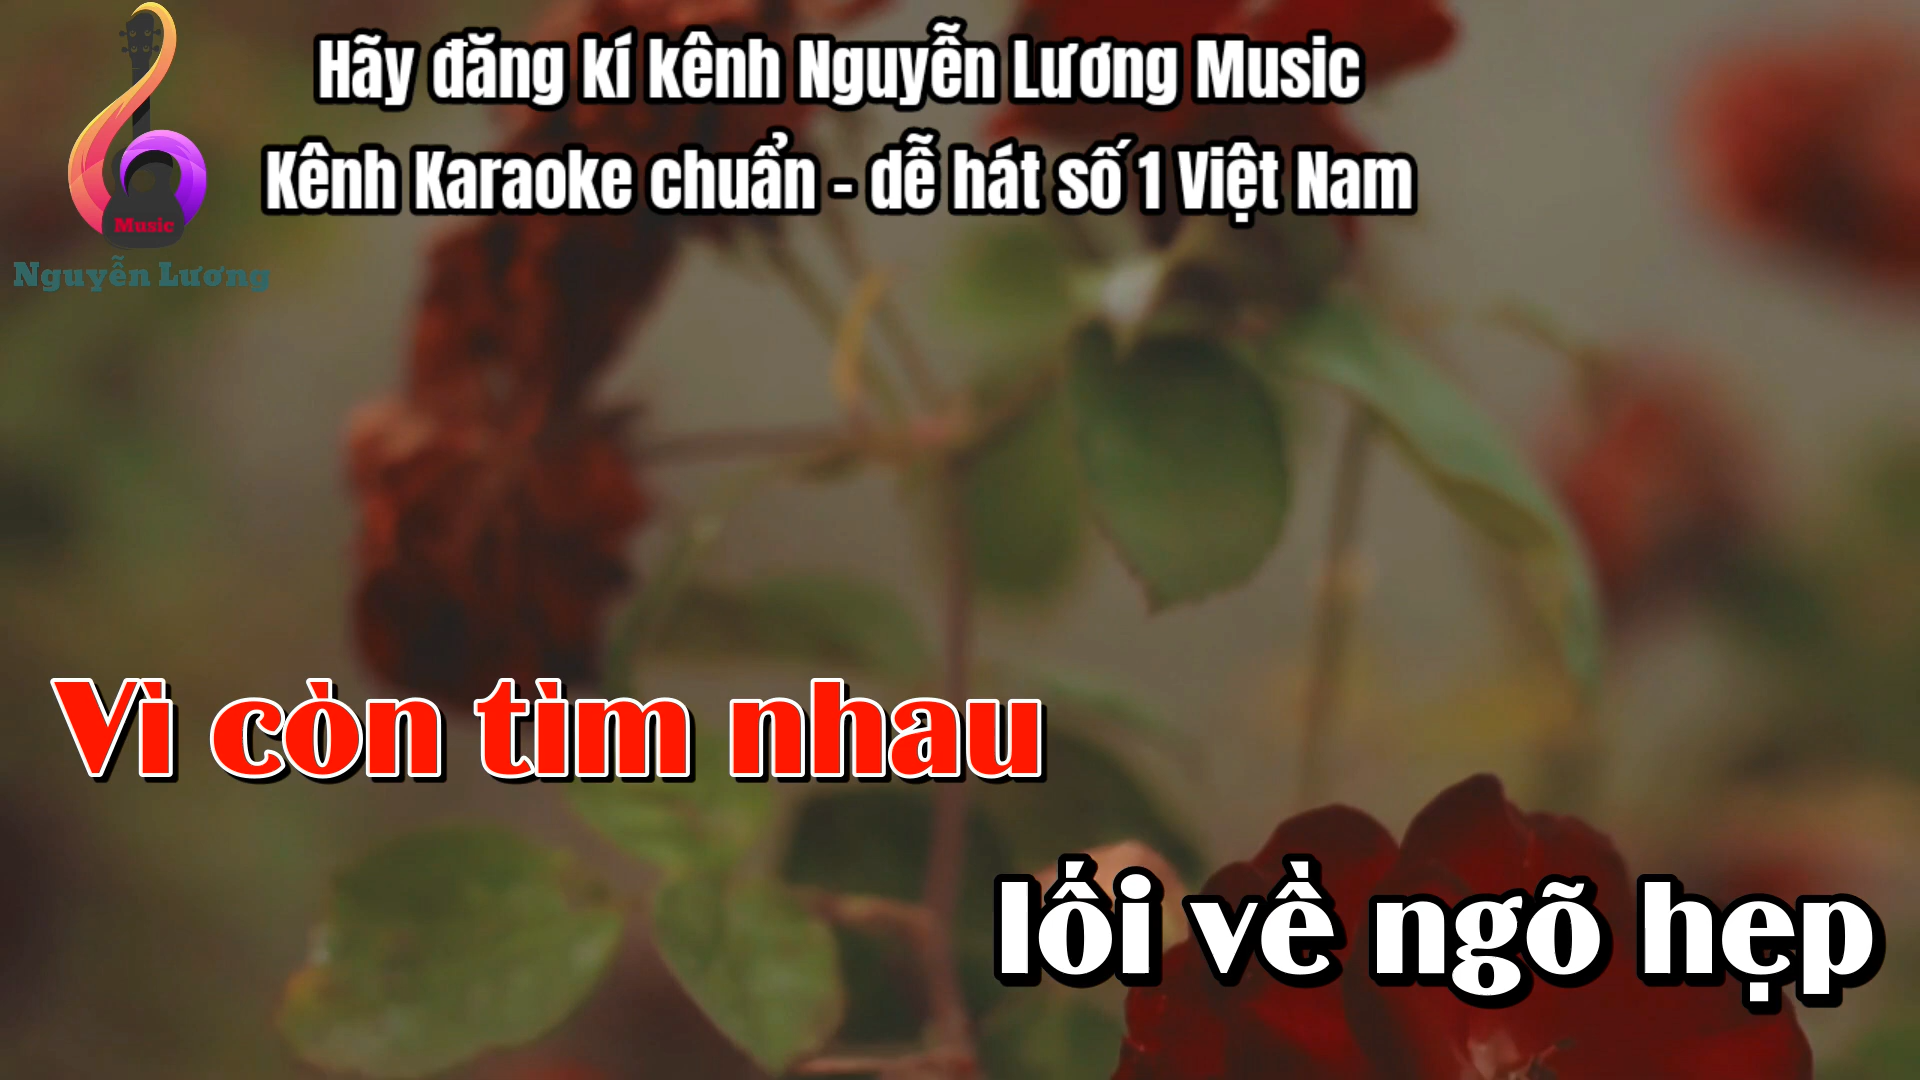 Hãy đăng kí kênh Nguyễn Lương Music
Kênh Karaoke chuẩn - dễ hát số 1 Việt Nam
Music
Nguyễn Lương
Vì còn tìm nhau
lối về ngõ hẹp